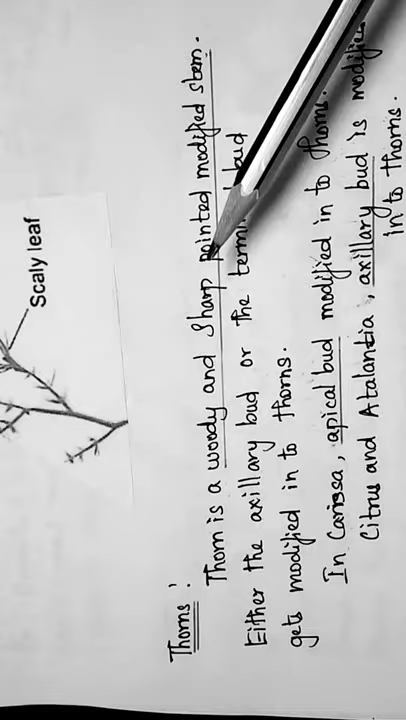 Scaly leaf
Thorns :
Thorn is a woody and sharp pointed modified stem.
Either the axillary bud or the bud
gets modified in to thorns.
In Carissa, apical bud modified in to thorns.
Citrus and Atalantia, axillary bud is modified
in to thorns.